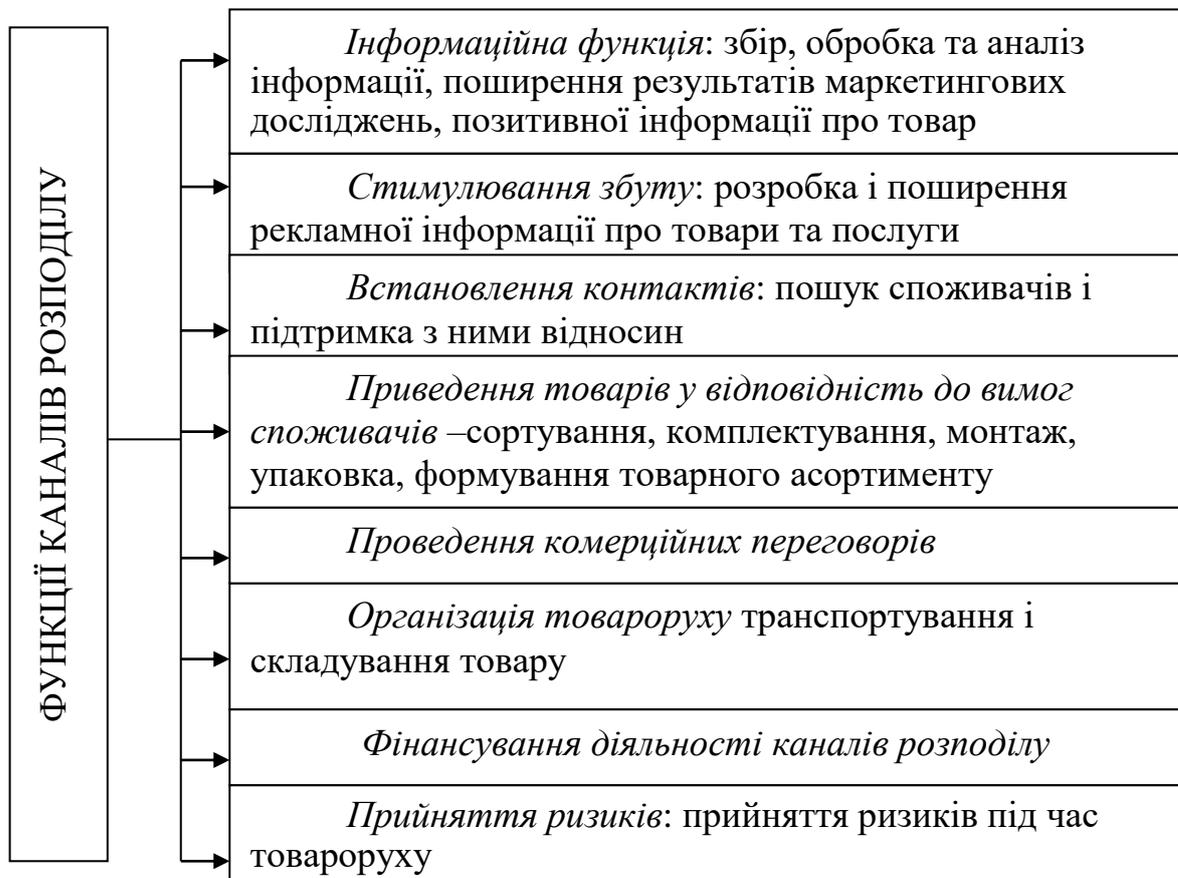 ФУНКЦІЇ КАНАЛІВ РОЗПОДІЛУ
Інформаційна функція: збір, обробка та аналіз
інформації, поширення результатів маркетингових
досліджень, позитивної інформації про товар
Стимулювання збуту: розробка і поширення
рекламної інформації про товари та послуги
Встановлення контактів: пошук споживачів і
підтримка з ними відносин
Приведення товарів у відповідність до вимог
споживачів –сортування, комплектування, монтаж,
упаковка, формування товарного асортименту
Проведення комерційних переговорів
Організація товароруху транспортування і
складування товару
Фінансування діяльності каналів розподілу
Прийняття ризиків: прийняття ризиків під час
товароруху